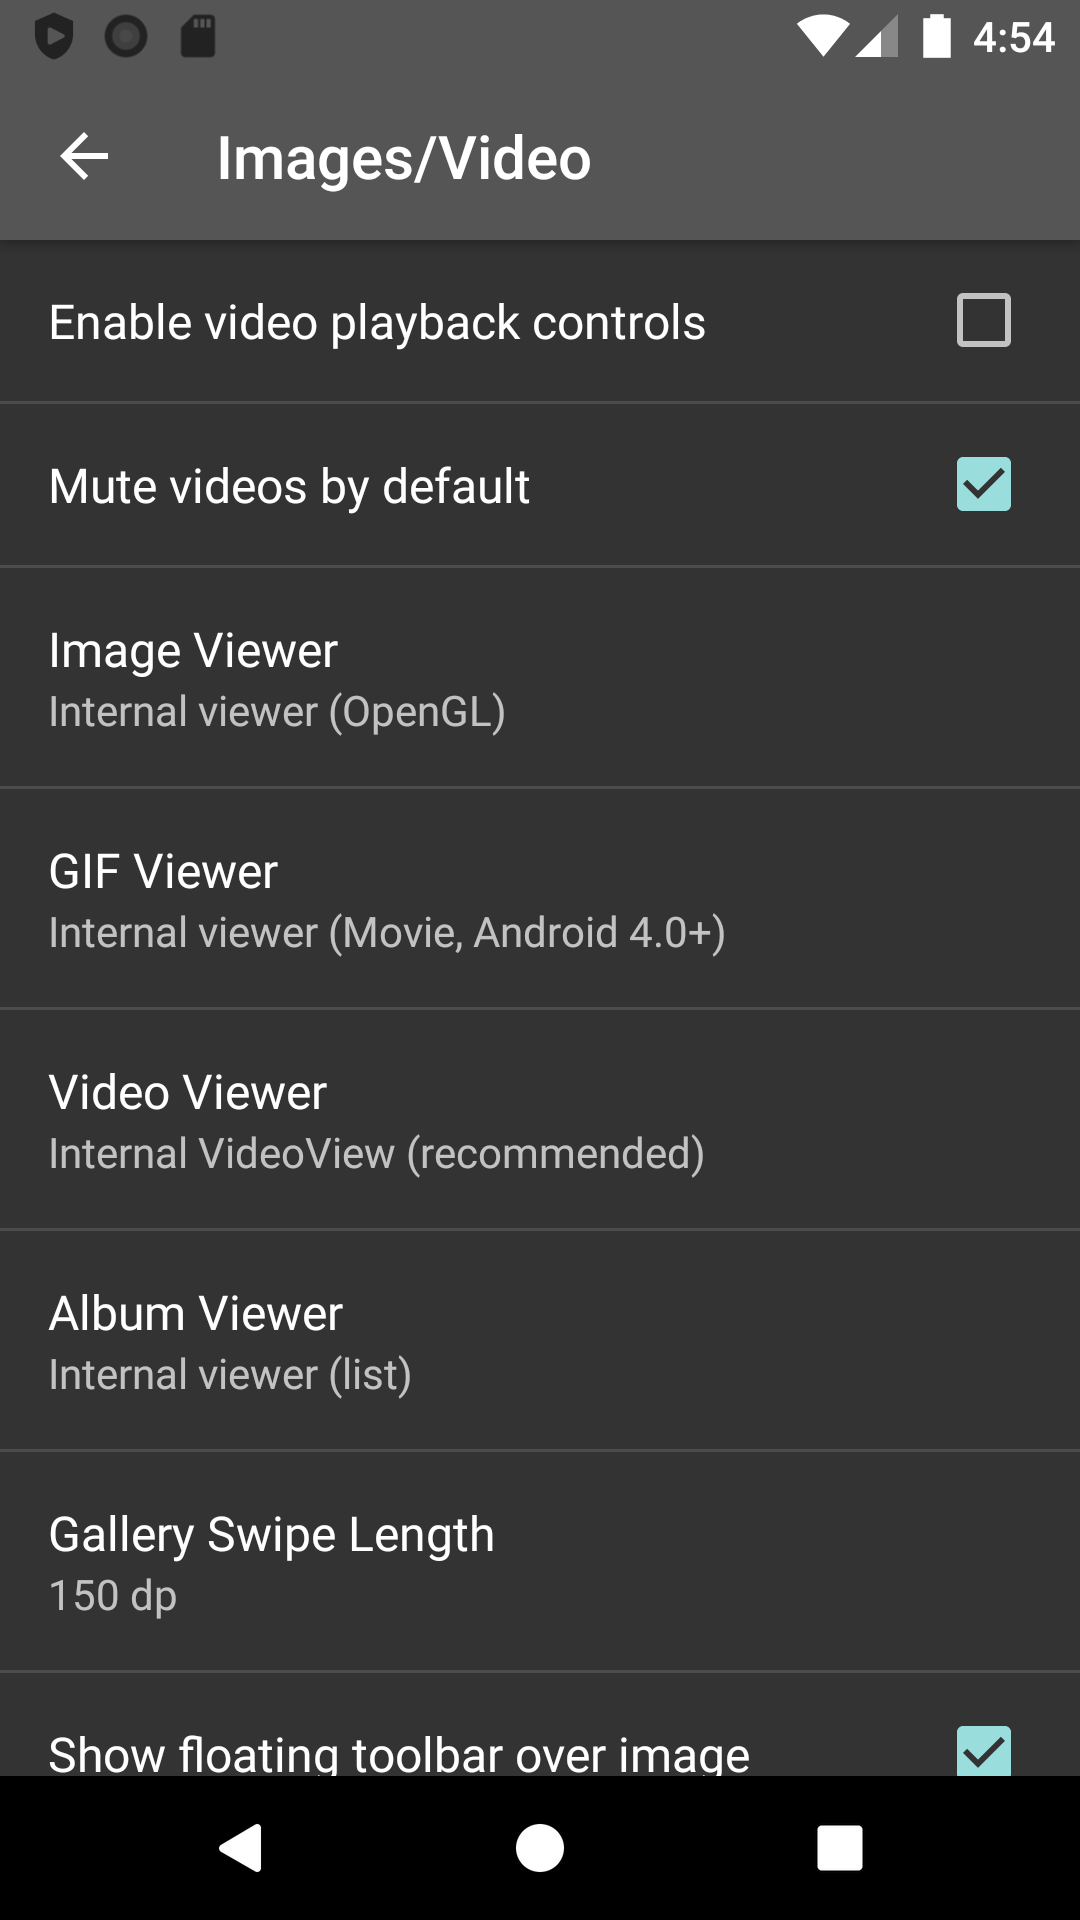 4:54
Images/Video
Enable video playback controls
Mute videos by default
Image Viewer
Internal viewer (OpenGL)
GIF Viewer
Internal viewer (Movie, Android 4.0+)
Video Viewer
Internal VideoView (recommended)
Album Viewer
Internal viewer (list)
Gallery Swipe Length
150 dp
Show floating toolbar over image